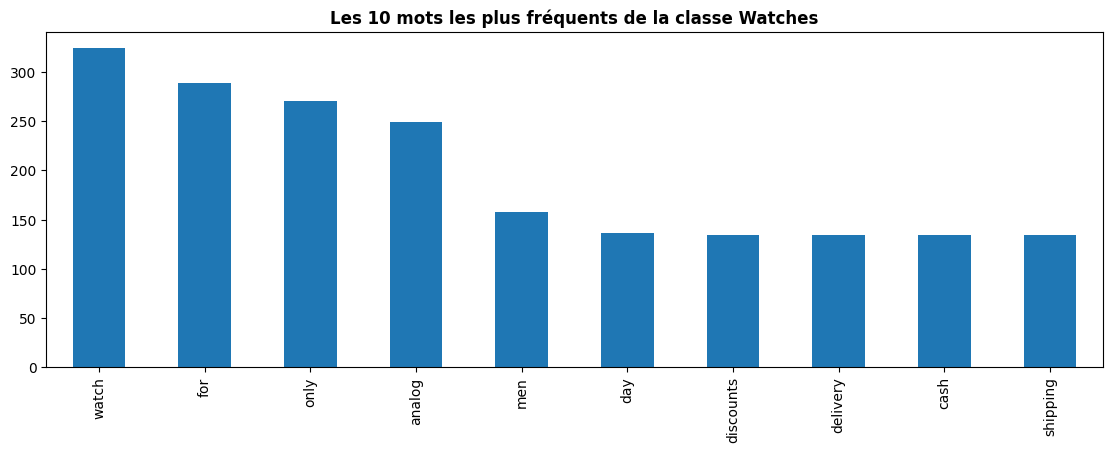 Les 10 mots les plus fréquents de la classe Watches
300
250
200
150
100
50
0
watch
for
only
analog
men
day
discounts
delivery
cash
shipping